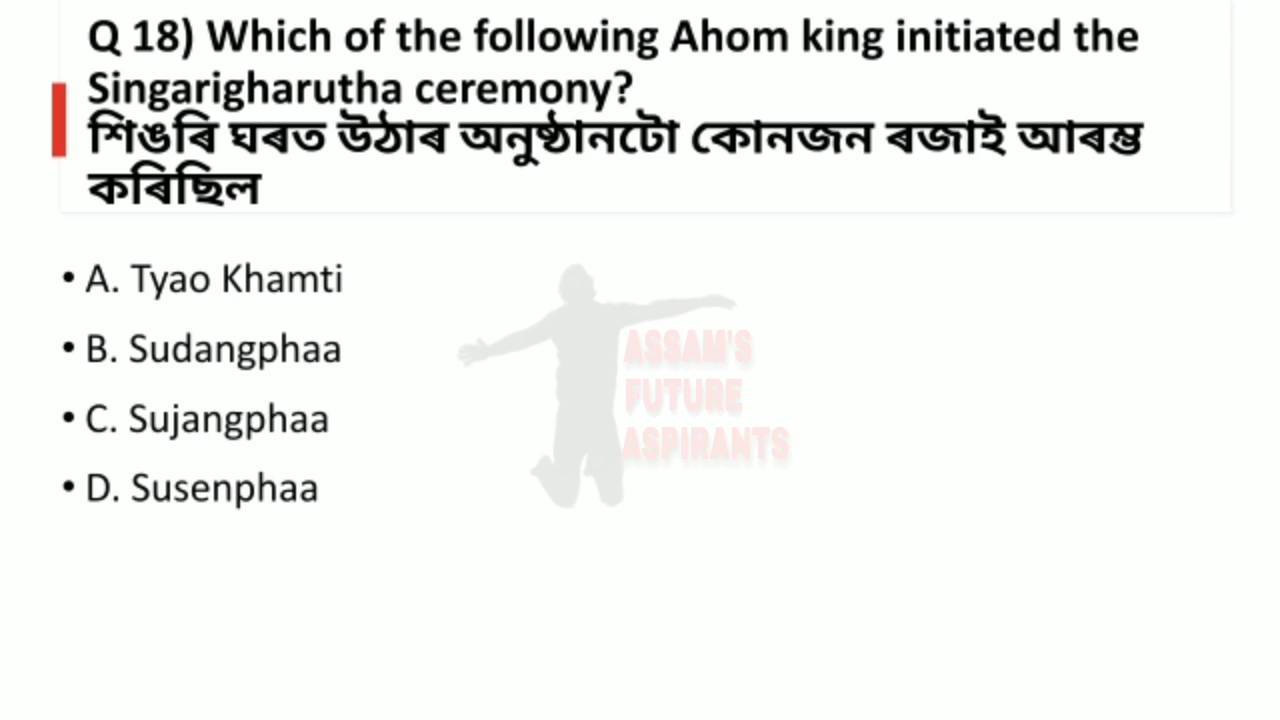 Q 18) Which of the following Ahom king initiated the
Singarigharutha ceremony?
শিঙৰি ঘৰত উঠাৰ অনুষ্ঠানটো কোনজন ৰজাই আৰম্ভ
কৰিছিল
• A. Tyao Khamti
• B. Sudangphaa
• C. Sujangphaa
• D. Susenphaa
ASSAM'S
FUTURE
ASPIRANTS